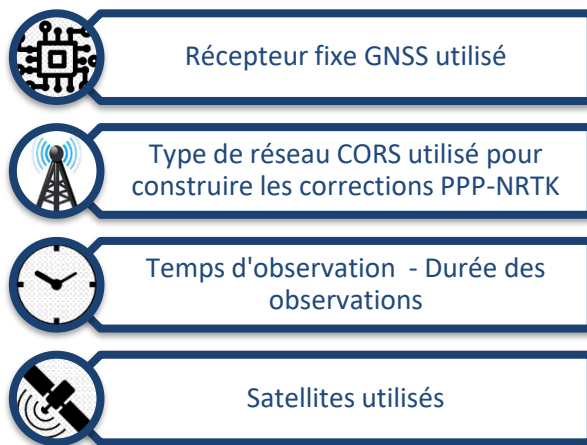 Récepteur fixe GNSS utilisé
Type de réseau CORS utilisé pour
construire les corrections PPP-NRTK
Temps d'observation - Durée des
observations
Satellites utilisés